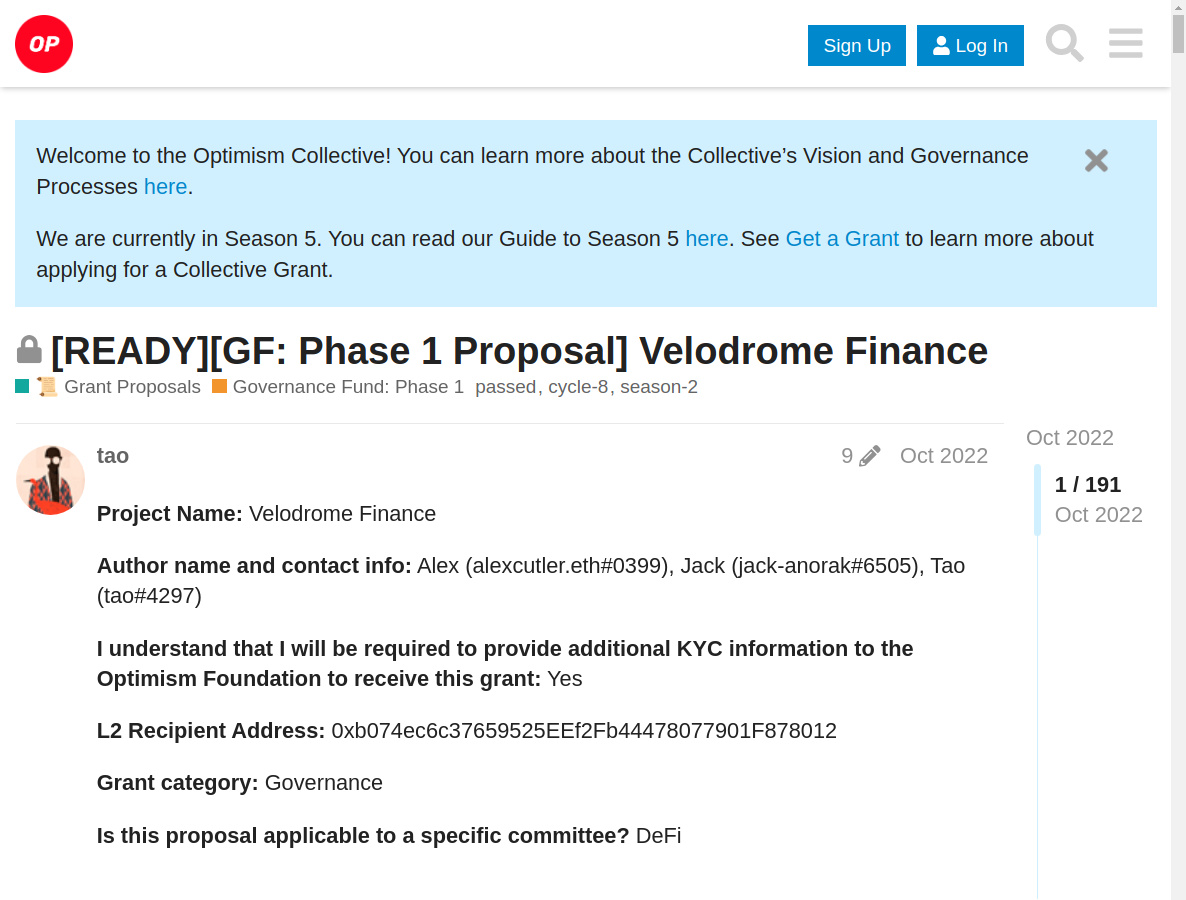 OP
Sign Up
Log In
Welcome to the Optimism Collective! You can learn more about the Collective’s Vision and Governance
Processes here.
We are currently in Season 5. You can read our Guide to Season 5 here. See Get a Grant to learn more about
applying for a Collective Grant.
[READY][GF: Phase 1 Proposal] Velodrome Finance
📜 Grant Proposals Governance Fund: Phase 1 passed, cycle-8, season-2
tao 9 Oct 2022
Project Name: Velodrome Finance
Author name and contact info: Alex (alexcutler.eth#0399), Jack (jack-anorak#6505), Tao
(tao#4297)
I understand that I will be required to provide additional KYC information to the
Optimism Foundation to receive this grant: Yes
L2 Recipient Address: 0xb074ec6c37659525EEf2Fb44478077901F878012
Grant category: Governance
Is this proposal applicable to a specific committee? DeFi
Oct 2022
1 / 191
Oct 2022